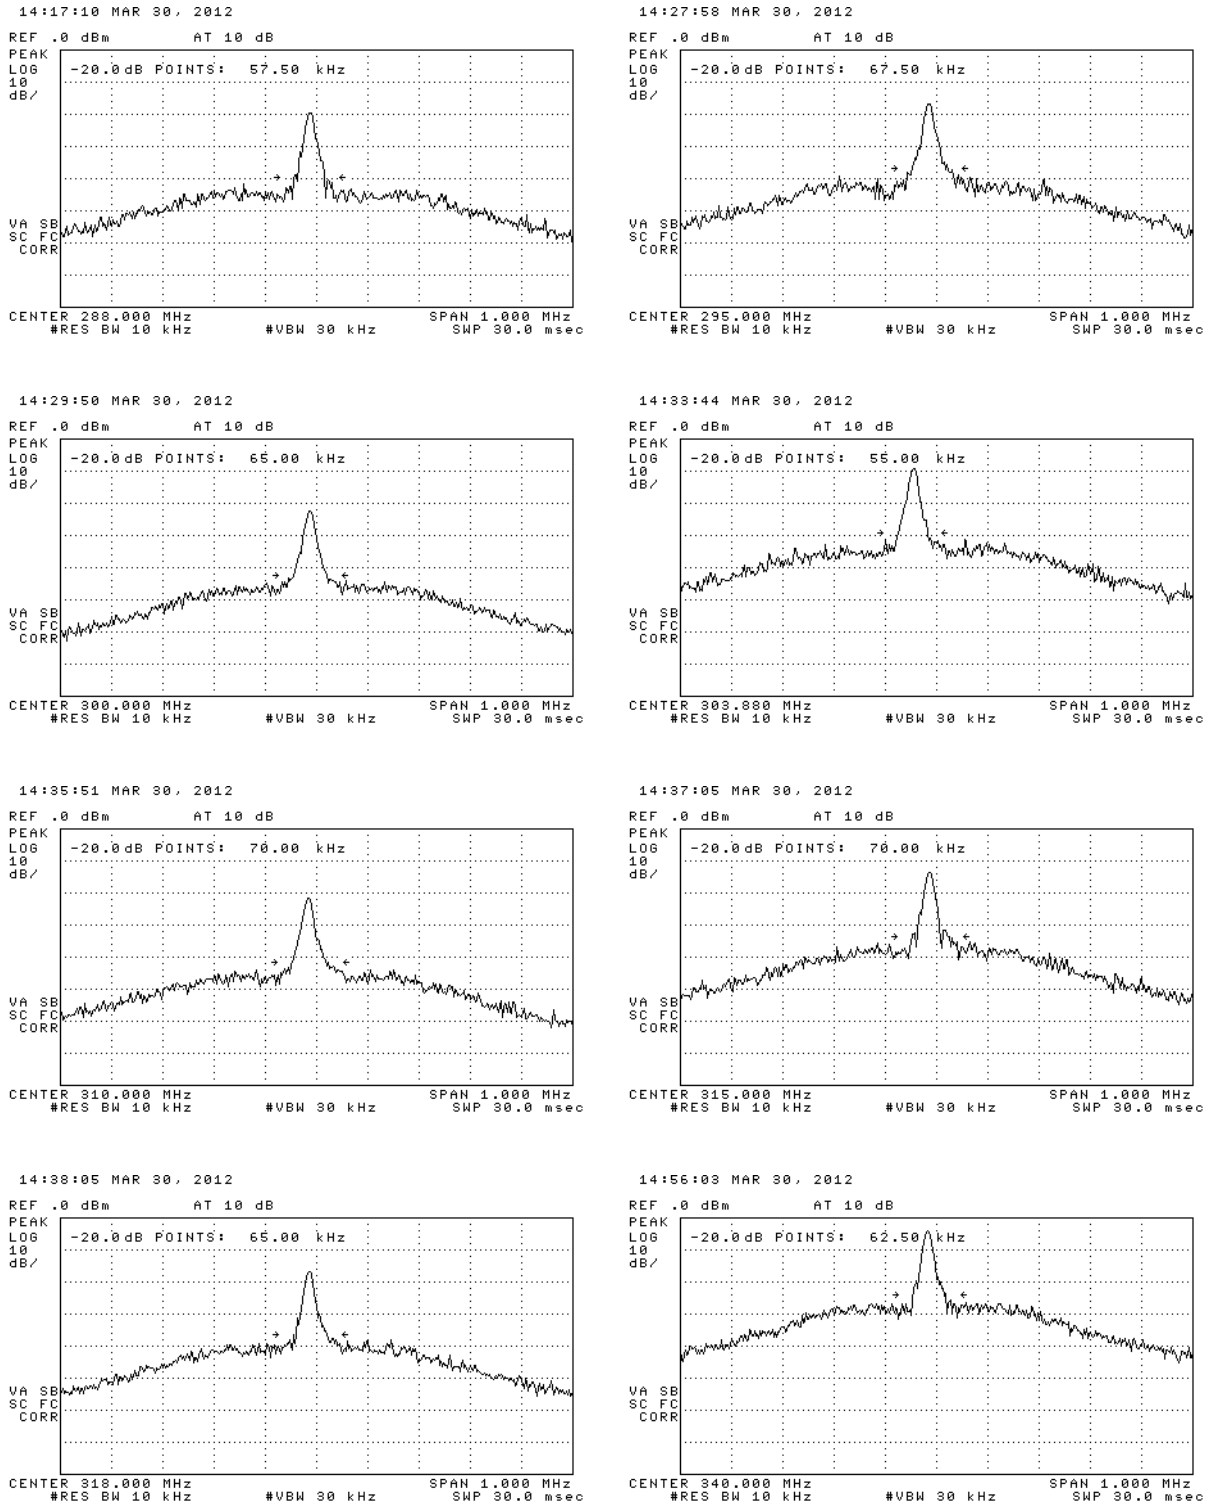 14:17:10 MAR 30, 2012
REF .0 dBm AT 10 dB
PEAK
LOG
10
dB/
-20.0dB POINTS: 57.50 kHz
VA SB
SC FC
CORR
CENTER 288.000 MHz SPAN 1.000 MHz
#RES BW 10 kHz #VBW 30 kHz SWP 30.0 msec
14:27:58 MAR 30, 2012
REF .0 dBm AT 10 dB
PEAK
LOG
10
dB/
-20.0dB POINTS: 67.50 kHz
VA SB
SC FC
CORR
CENTER 295.000 MHz SPAN 1.000 MHz
#RES BW 10 kHz #VBW 30 kHz SWP 30.0 msec
14:29:50 MAR 30, 2012
REF .0 dBm AT 10 dB
PEAK
LOG
10
dB/
-20.0dB POINTS: 65.00 kHz
VA SB
SC FC
CORR
CENTER 300.000 MHz SPAN 1.000 MHz
#RES BW 10 kHz #VBW 30 kHz SWP 30.0 msec
14:33:44 MAR 30, 2012
REF .0 dBm AT 10 dB
PEAK
LOG
10
dB/
-20.0dB POINTS: 55.00 kHz
VA SB
SC FC
CORR
CENTER 303.880 MHz SPAN 1.000 MHz
#RES BW 10 kHz #VBW 30 kHz SWP 30.0 msec
14:35:51 MAR 30, 2012
REF .0 dBm AT 10 dB
PEAK
LOG
10
dB/
-20.0dB POINTS: 70.00 kHz
VA SB
SC FC
CORR
CENTER 310.000 MHz SPAN 1.000 MHz
#RES BW 10 kHz #VBW 30 kHz SWP 30.0 msec
14:37:05 MAR 30, 2012
REF .0 dBm AT 10 dB
PEAK
LOG
10
dB/
-20.0dB POINTS: 70.00 kHz
VA SB
SC FC
CORR
CENTER 315.000 MHz SPAN 1.000 MHz
#RES BW 10 kHz #VBW 30 kHz SWP 30.0 msec
14:38:05 MAR 30, 2012
REF .0 dBm AT 10 dB
PEAK
LOG
10
dB/
-20.0dB POINTS: 65.00 kHz
VA SB
SC FC
CORR
CENTER 318.000 MHz SPAN 1.000 MHz
#RES BW 10 kHz #VBW 30 kHz SWP 30.0 msec
14:56:03 MAR 30, 2012
REF .0 dBm AT 10 dB
PEAK
LOG
10
dB/
-20.0dB POINTS: 62.50 kHz
VA SB
SC FC
CORR
CENTER 340.000 MHz SPAN 1.000 MHz
#RES BW 10 kHz #VBW 30 kHz SWP 30.0 msec